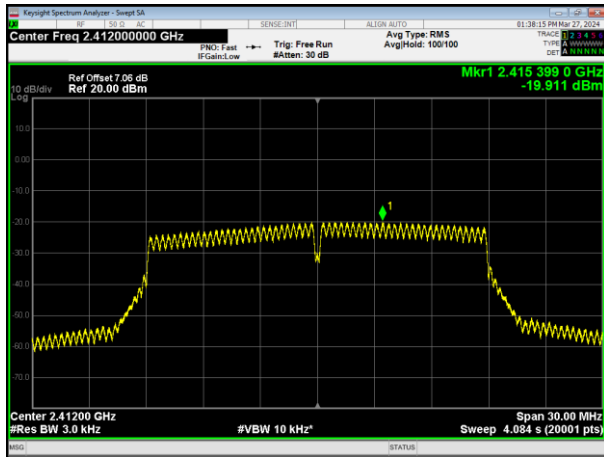 Keysight Spectrum Analyzer - Swept SA
RF 50 Ω AC SENSE:INT ALIGN AUTO 01:38:15 PM Mar 27, 2024
Center Freq 2.412000000 GHz Avg Type: RMS TRACE 1 2 3 4 5 6
PNO: Fast Trig: Free Run Avg|Hold: 100/100 TYPE A WWWWW
IFGain:Low #Atten: 30 dB DET A N N N N N
Ref Offset 7.06 dB Mkr1 2.415 399 0 GHz
10 dB/div Ref 20.00 dBm -19.911 dBm
Log
10.0
0.00
1
-10.0
-20.0
-30.0
-40.0
-50.0
-60.0
-70.0
Center 2.41200 GHz Span 30.00 MHz
#Res BW 3.0 kHz #VBW 10 kHz* Sweep 4.084 s (20001 pts)
MSG STATUS